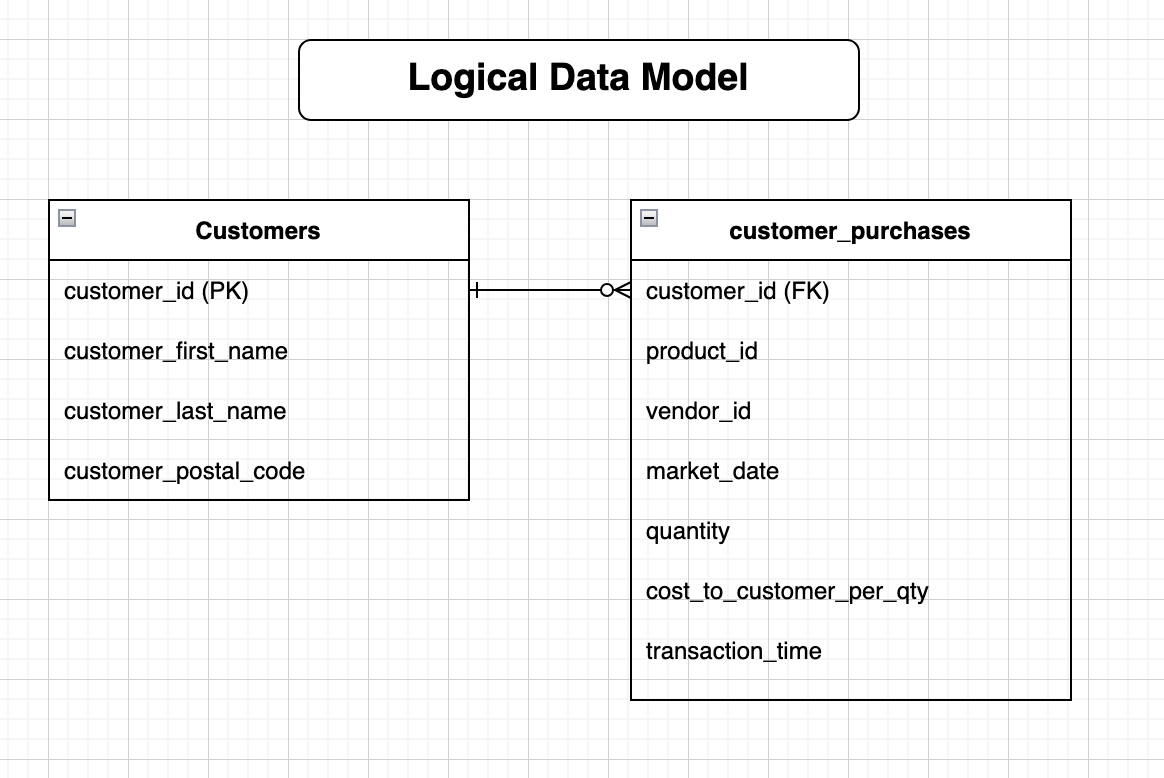 Logical Data Model
Customers
customer_id (PK)
customer_first_name
customer_last_name
customer_postal_code
customer_purchases
customer_id (FK)
product_id
vendor_id
market_date
quantity
cost_to_customer_per_qty
transaction_time